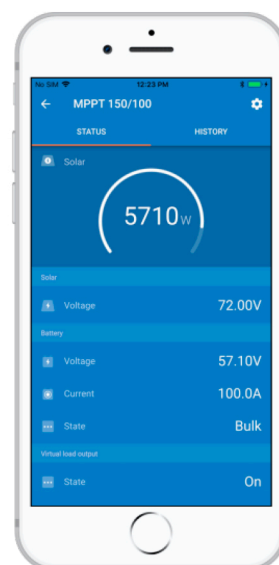 No SIM 12:23 PM
MPPT 150/100
STATUS HISTORY
Solar
5710W
Solar
Voltage 72.00V
Battery
Voltage 57.10V
Current 100.0A
State Bulk
Virtual load output
State On